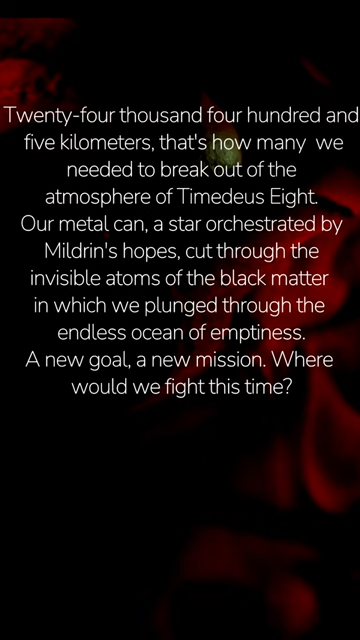 Twenty-four thousand four hundred and
five kilometers, that's how many we
needed to break out of the
atmosphere of Timedeus Eight.
Our metal can, a star orchestrated by
Mildrin's hopes, cut through the
invisible atoms of the black matter
in which we plunged through the
endless ocean of emptiness.
A new goal, a new mission. Where
would we fight this time?